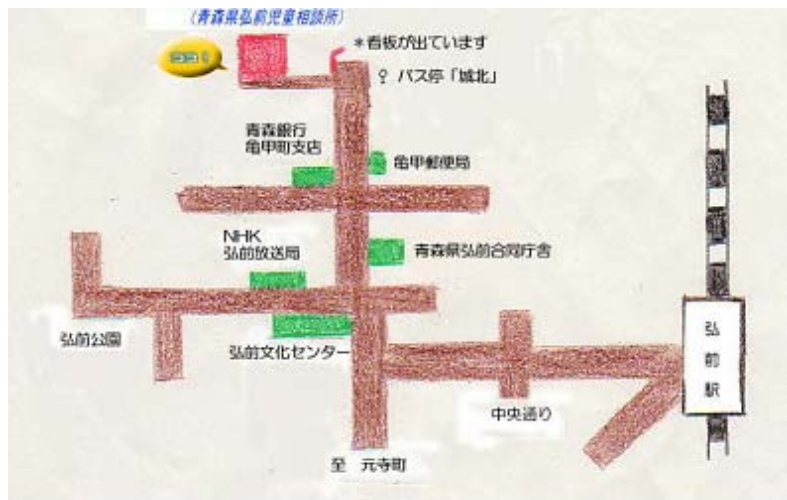 (青森県弘前児童相談所)
ココ!
*看板が出ています
バス停「城北」
青森銀行
亀甲町支店
亀甲郵便局
NHK
弘前放送局
青森県弘前合同庁舎
弘前公園
弘前文化センター
弘前駅
中央通り
至 元寺町